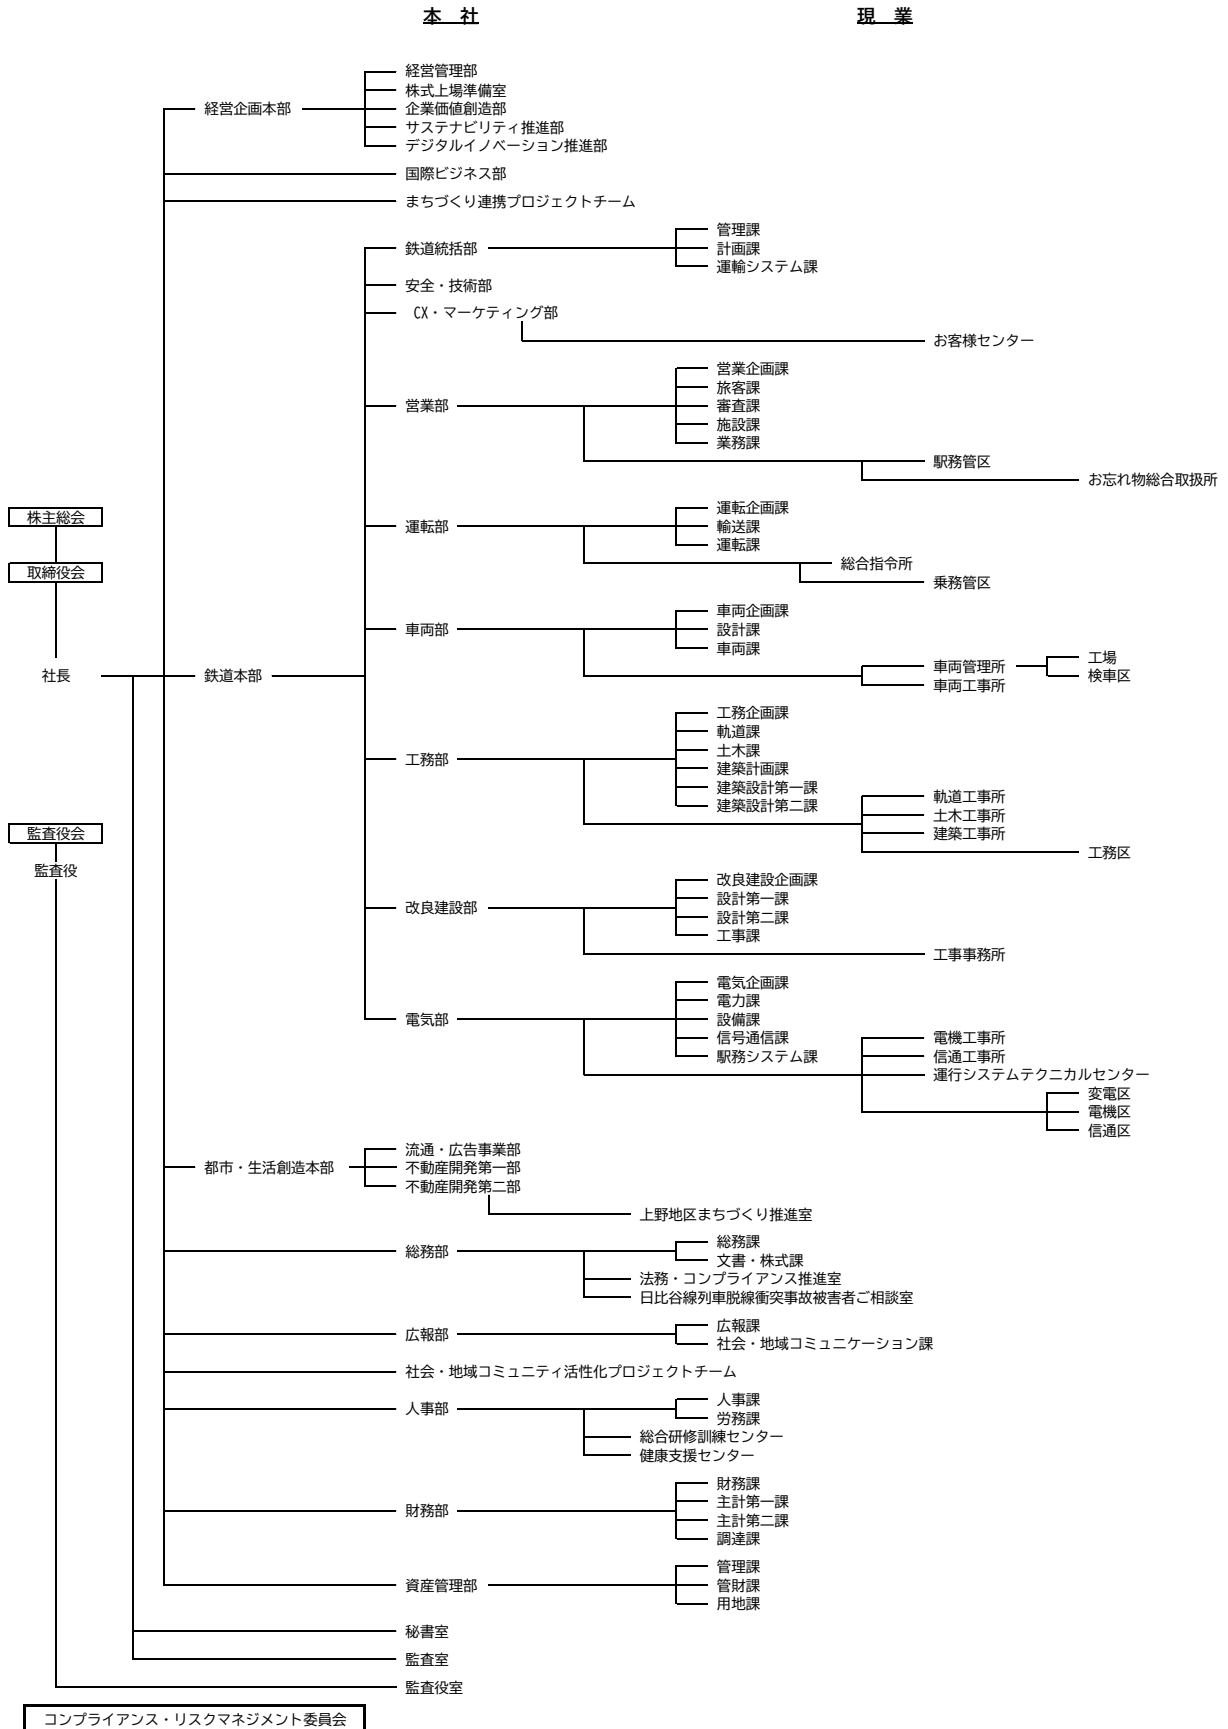 本　社　現　業
経営管理部
株式上場準備室
経営企画本部　企業価値創造部
サステナビリティ推進部
デジタルイノベーション推進部
国際ビジネス部
まちづくり連携プロジェクトチーム
管理課
鉄道統括部　計画課
運輸システム課
安全・技術部
CX・マーケティング部
お客様センター
営業企画課
旅客課
営業部　審査課
施設課
業務課
駅務管区
お忘れ物総合取扱所
運転企画課
株主総会
運転部　輸送課
運転課
総合指令所
取締役会
乗務管区
車両企画課
車両部　設計課
車両課
工場
車両管理所
社長　鉄道本部　検車区
車両工事所
工務企画課
軌道課
土木課
工務部
建築計画課
建築設計第一課
軌道工事所
建築設計第二課
土木工事所
監査役会　建築工事所
工務区
監査役
改良建設企画課
設計第一課
改良建設部
設計第二課
工事課
工事事務所
電気企画課
電力課
電気部　設備課
信号通信課　電機工事所
駅務システム課　信通工事所
運行システムテクニカルセンター
変電区
電機区
信通区
流通・広告事業部
都市・生活創造本部　不動産開発第一部
不動産開発第二部
上野地区まちづくり推進室
総務課
総務部
文書・株式課
法務・コンプライアンス推進室
日比谷線列車脱線衝突事故被害者ご相談室
広報課
広報部
社会・地域コミュニケーション課
社会・地域コミュニティ活性化プロジェクトチーム
人事課
人事部
労務課
総合研修訓練センター
健康支援センター
財務課
主計第一課
財務部
主計第二課
調達課
管理課
資産管理部　管財課
用地課
秘書室
監査室
監査役室
コンプライアンス・リスクマネジメント委員会